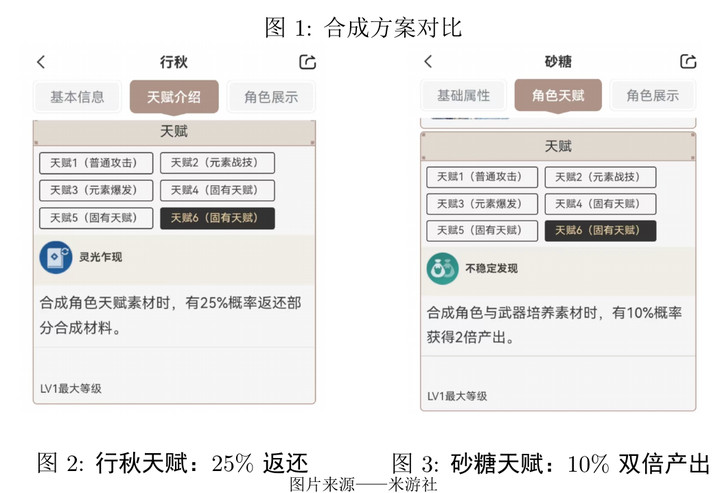 图 1: 合成方案对比
行秋
基本信息
天赋介绍
角色展示
天赋
天赋1（普通攻击）
天赋2（元素战技）
天赋3（元素爆发）
天赋4（固有天赋）
天赋5（固有天赋）
天赋6（固有天赋）
灵光乍现
合成角色天赋素材时，有25%概率返还部
分合成材料。
LV1最大等级
图 2: 行秋天赋：25% 返还
砂糖
基础属性
角色天赋
角色展示
天赋
天赋1（普通攻击）
天赋2（元素战技）
天赋3（元素爆发）
天赋4（固有天赋）
天赋5（固有天赋）
天赋6（固有天赋）
不稳定发现
合成角色与武器培养素材时，有10%概率
获得2倍产出。
LV1最大等级
图 3: 砂糖天赋：10% 双倍产出
图片来源——米游社